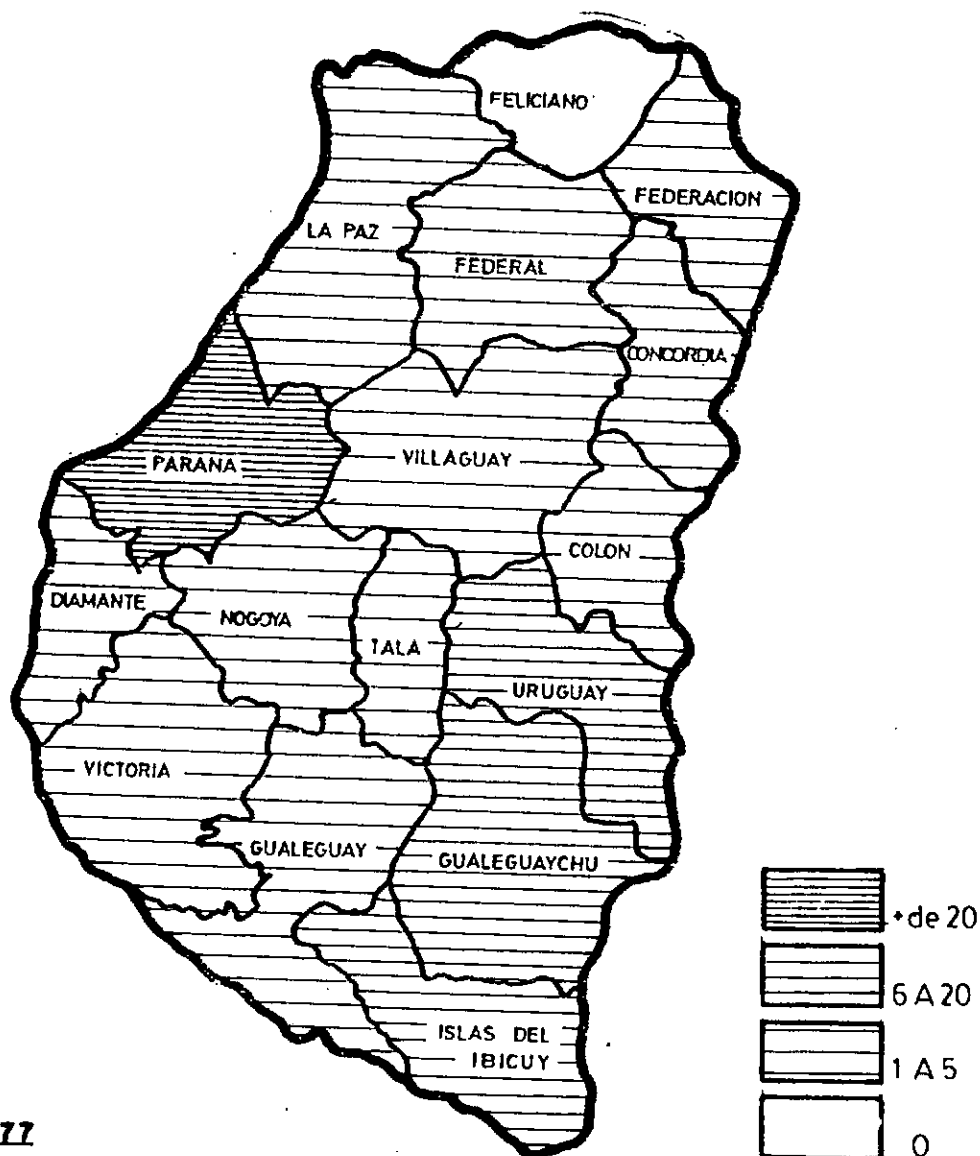 FELICIANO
FEDERACION
LA PAZ
FEDERAL
CONCORDIA
PARANA
VILLAGUAY
COLON
DIAMANTE
NOGOYA
TALA
URUGUAY
VICTORIA
GUALEGUAY
GUALEGUAYCHU
ISLAS DEL
IBICUY
+de 20
6 A 20
1 A 5
0
77